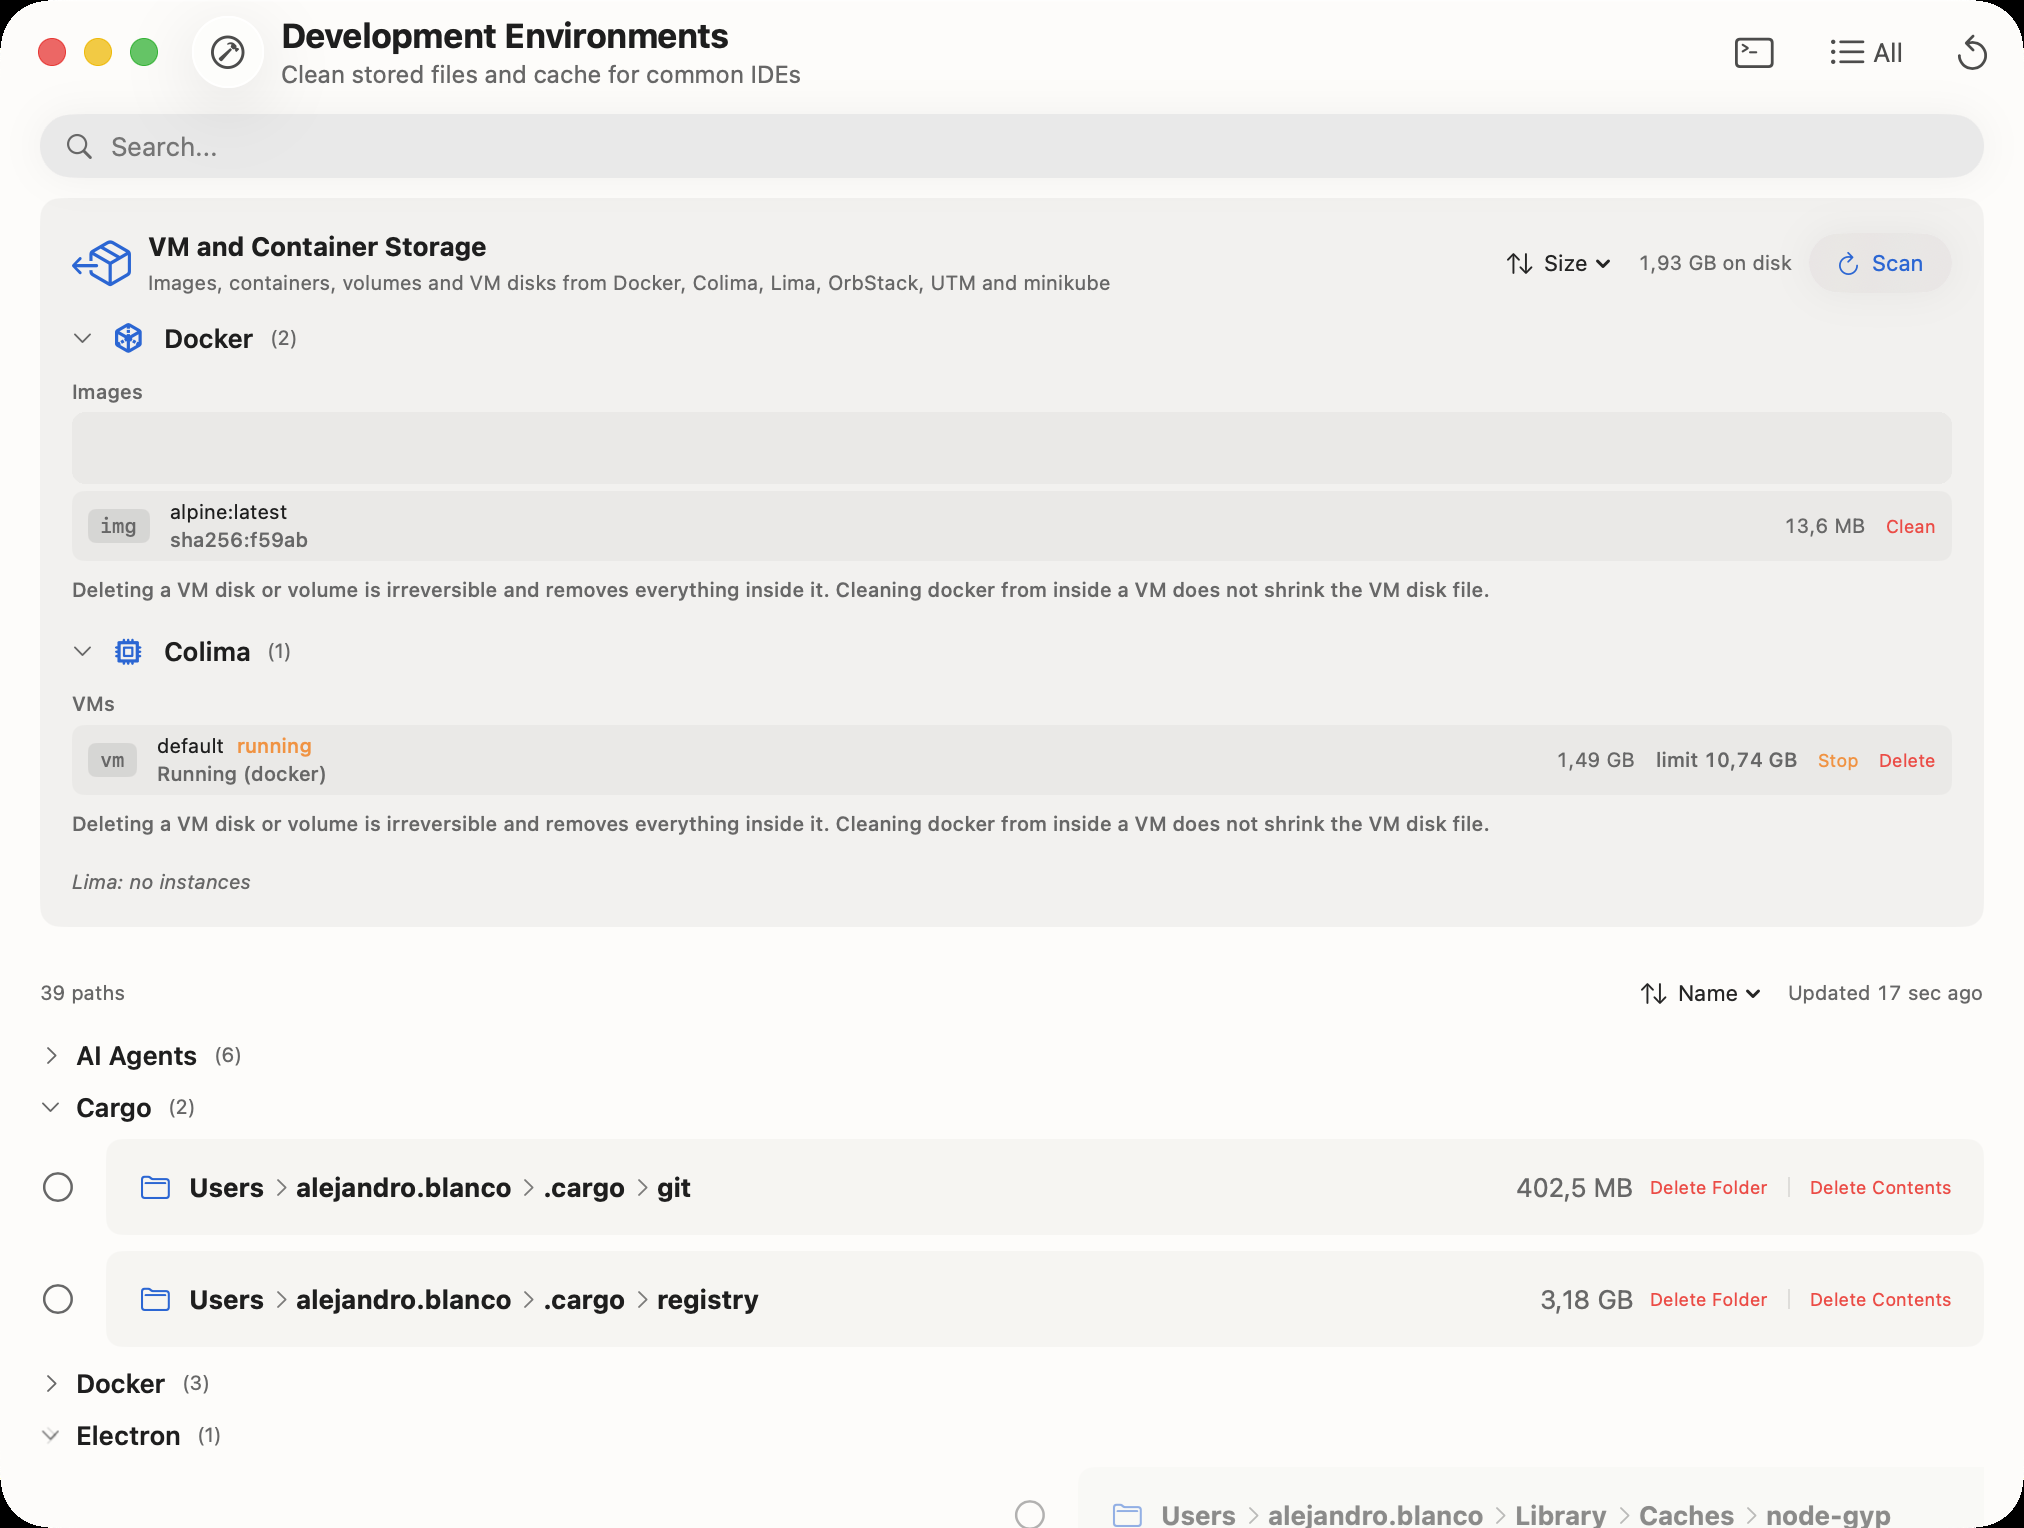 Development Environments
Clean stored files and cache for common IDEs
All
Search...
VM and Container Storage
Images, containers, volumes and VM disks from Docker, Colima, Lima, OrbStack, UTM and minikube
Size
1,93 GB on disk
Scan
Docker (2)
Images
img
alpine:latest
sha256:f59ab
13,6 MB
Clean
Deleting a VM disk or volume is irreversible and removes everything inside it. Cleaning docker from inside a VM does not shrink the VM disk file.
Colima (1)
VMs
vm
default running
Running (docker)
1,49 GB limit 10,74 GB Stop Delete
Deleting a VM disk or volume is irreversible and removes everything inside it. Cleaning docker from inside a VM does not shrink the VM disk file.
Lima: no instances
39 paths
Name
Updated 17 sec ago
AI Agents (6)
Cargo (2)
Users > alejandro.blanco > .cargo > git
402,5 MB Delete Folder | Delete Contents
Users > alejandro.blanco > .cargo > registry
3,18 GB Delete Folder | Delete Contents
Docker (3)
Electron (1)
Users > alejandro.blanco > Library > Caches > node-gyp